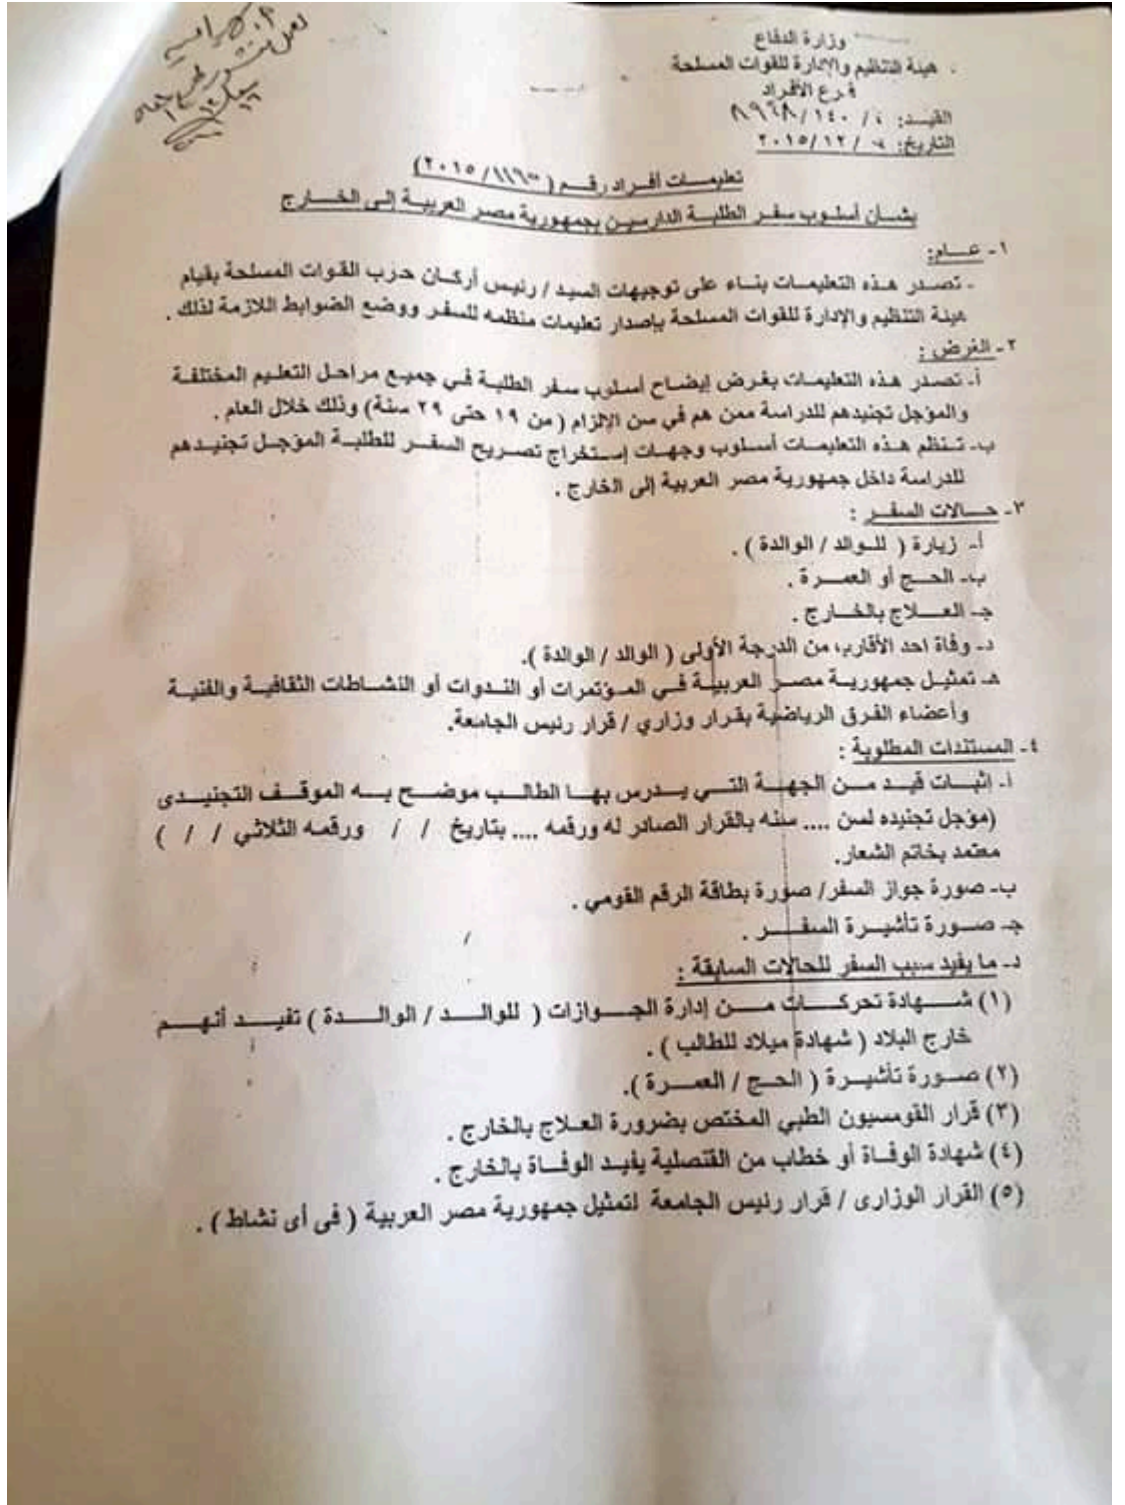 وزارة الدفاع
هيئة التنظيم والإدارة للقوات المسلحة
فرع الأفراد
القيد: ٤ / ١٤٠ / ٨٩٦٨
التاريخ: / ١٢ / ٢٠١٥
تعليمات أفراد رقم ( / ٢٠١٥)
بشأن أسلوب سفر الطلبة الدارسين بجمهورية مصر العربية إلى الخارج
١- عام:
- تصدر هذه التعليمات بناء على توجيهات السيد / رئيس أركان حرب القوات المسلحة بقيام
هيئة التنظيم والإدارة للقوات المسلحة بإصدار تعليمات منظمه للسفر ووضع الضوابط اللازمة لذلك .
٢- الغرض :
أ- تصدر هذه التعليمات بغرض إيضاح أسلوب سفر الطلبة في جميع مراحل التعليم المختلفة
والمؤجل تجنيدهم للدراسة ممن هم في سن الإلزام ( من ١٩ حتى ٢٩ سنة) وذلك خلال العام .
ب- تنظم هذه التعليمات أسلوب وجهات إستخراج تصريح السفر للطلبة المؤجل تجنيدهم
للدراسة داخل جمهورية مصر العربية إلى الخارج .
٣- حالات السفر :
أ- زيارة ( للوالد / الوالدة ) .
ب- الحج أو العمرة .
جـ العلاج بالخارج .
د- وفاة احد الأقارب من الدرجة الأولى ( الوالد / الوالدة ).
هـ تمثيل جمهورية مصر العربية في المؤتمرات أو الندوات أو النشاطات الثقافية والفنية
وأعضاء الفرق الرياضية بقرار وزاري / قرار رئيس الجامعة.
٤- المستندات المطلوبة :
أ- إثبات قيد من الجهة التي يدرس بها الطالب موضح به الموقف التجنيدى
(مؤجل تجنيده لسن .... سنه بالقرار الصادر له ورقمه .... بتاريخ / / ورقمه الثلاثي / / )
معتمد بخاتم الشعار.
ب- صورة جواز السفر/ صورة بطاقة الرقم القومي .
جـ صورة تأشيرة السفر .
د- ما يفيد سبب السفر للحالات السابقة :
(١) شهادة تحركات من إدارة الجوازات ( للوالد / الوالدة ) تفيد أنهم
خارج البلاد ( شهادة ميلاد للطالب ) .
(٢) صورة تأشيرة ( الحج / العمرة ).
(٣) قرار القومسيون الطبي المختص بضرورة العلاج بالخارج .
(٤) شهادة الوفاة أو خطاب من القنصلية يفيد الوفاة بالخارج .
(٥) القرار الوزارى / قرار رئيس الجامعة لتمثيل جمهورية مصر العربية ( فى أى نشاط ) .